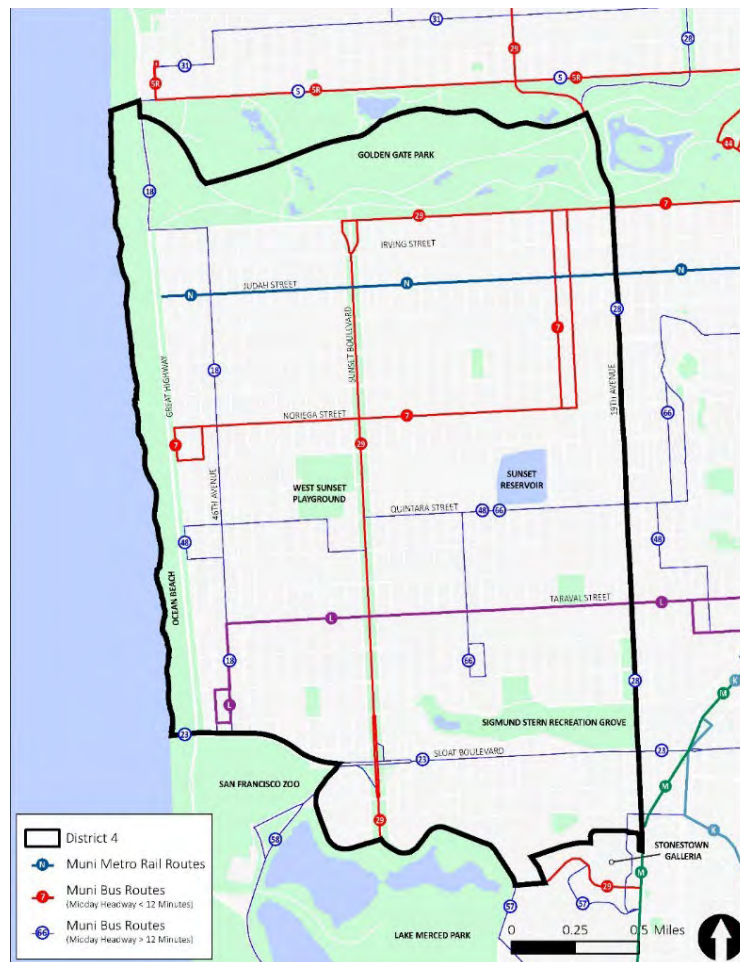 31
28
29
31
5R
5
5R
5
5R
GOLDEN GATE PARK
44
18
29
7
IRVING STREET
JUDAH STREET
N
N
N
SUNSET BOULEVARD
28
7
18
GREAT HIGHWAY
19TH AVENUE
NORIEGA STREET
7
66
7
29
46TH AVENUE
WEST SUNSET
PLAYGROUND
SUNSET
RESERVOIR
QUINTARA STREET
48
66
48
48
OCEAN BEACH
TARAVAL STREET
L
L
18
66
28
K
M
L
SIGMUND STERN RECREATION GROVE
23
SLOAT BOULEVARD
23
23
SAN FRANCISCO ZOO
M
29
K
58
STONESTOWN
GALLERIA
29
M
57
57
LAKE MERCED PARK
District 4
N
Muni Metro Rail Routes
7
Muni Bus Routes
(Midday Headway < 12 Minutes)
66
Muni Bus Routes
(Midday Headway > 12 Minutes)
0 0.25 0.5 Miles